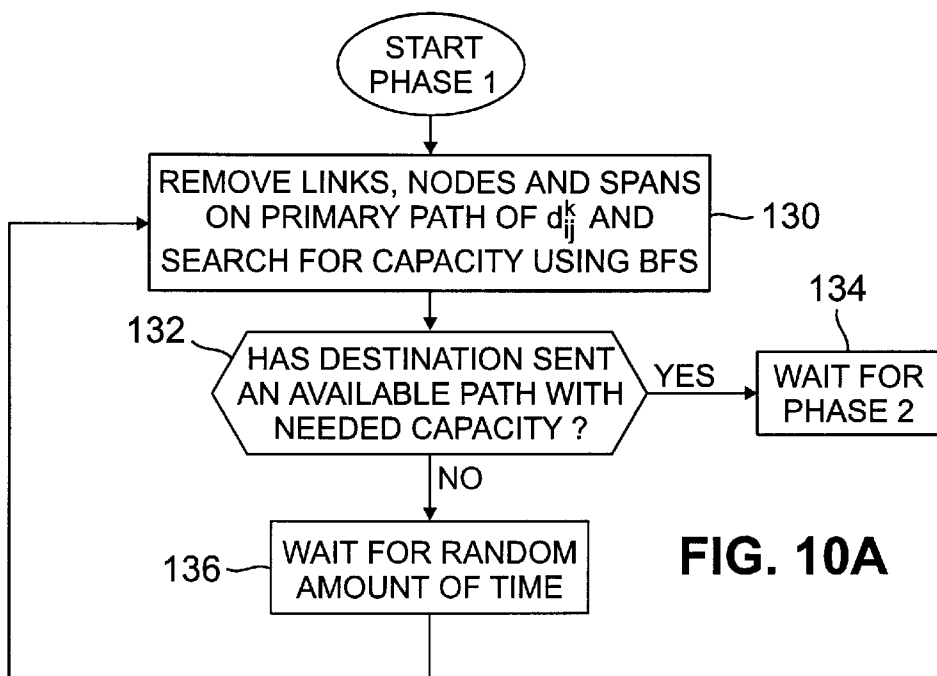 START
PHASE 1
REMOVE LINKS, NODES AND SPANS
ON PRIMARY PATH OF d^k_ij AND
SEARCH FOR CAPACITY USING BFS
130
132
HAS DESTINATION SENT
AN AVAILABLE PATH WITH
NEEDED CAPACITY ?
YES
134
WAIT FOR
PHASE 2
NO
136
WAIT FOR RANDOM
AMOUNT OF TIME
FIG. 10A